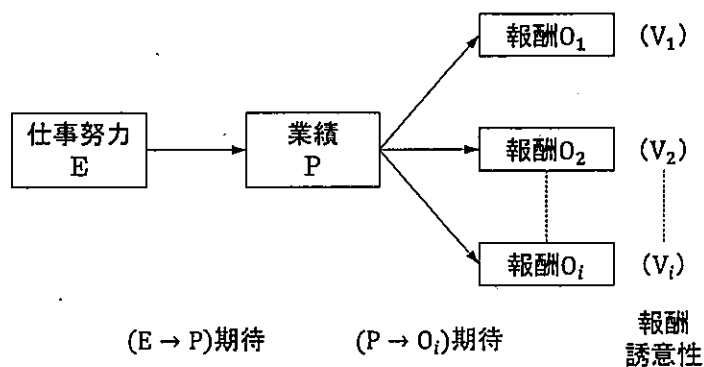 報酬O₁ (V₁)
仕事努力
E
業績
P
報酬O₂ (V₂)
報酬Oᵢ (Vᵢ)
(E → P)期待 (P → Oᵢ)期待
報酬
誘意性